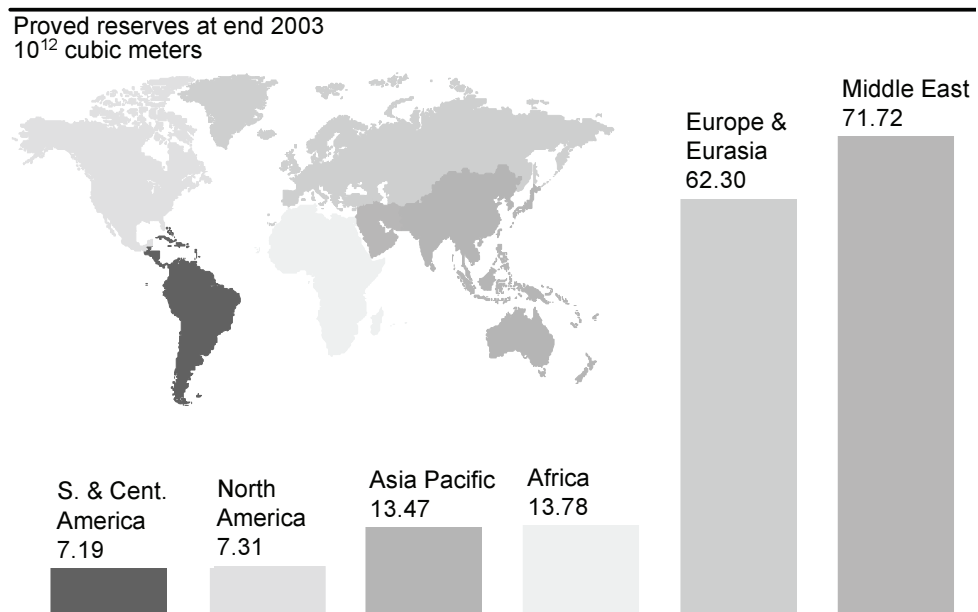 Proved reserves at end 2003
10¹² cubic meters
Middle East
71.72
Europe &
Eurasia
62.30
S. & Cent.
America
7.19
North
America
7.31
Asia Pacific
13.47
Africa
13.78